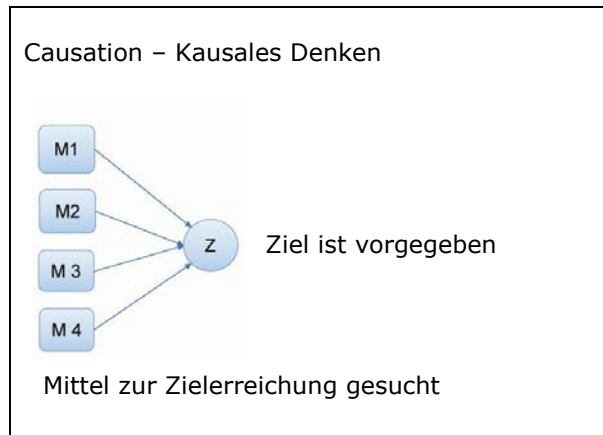 Causation – Kausales Denken
M1
M2
Z
Ziel ist vorgegeben
M 3
M 4
Mittel zur Zielerreichung gesucht